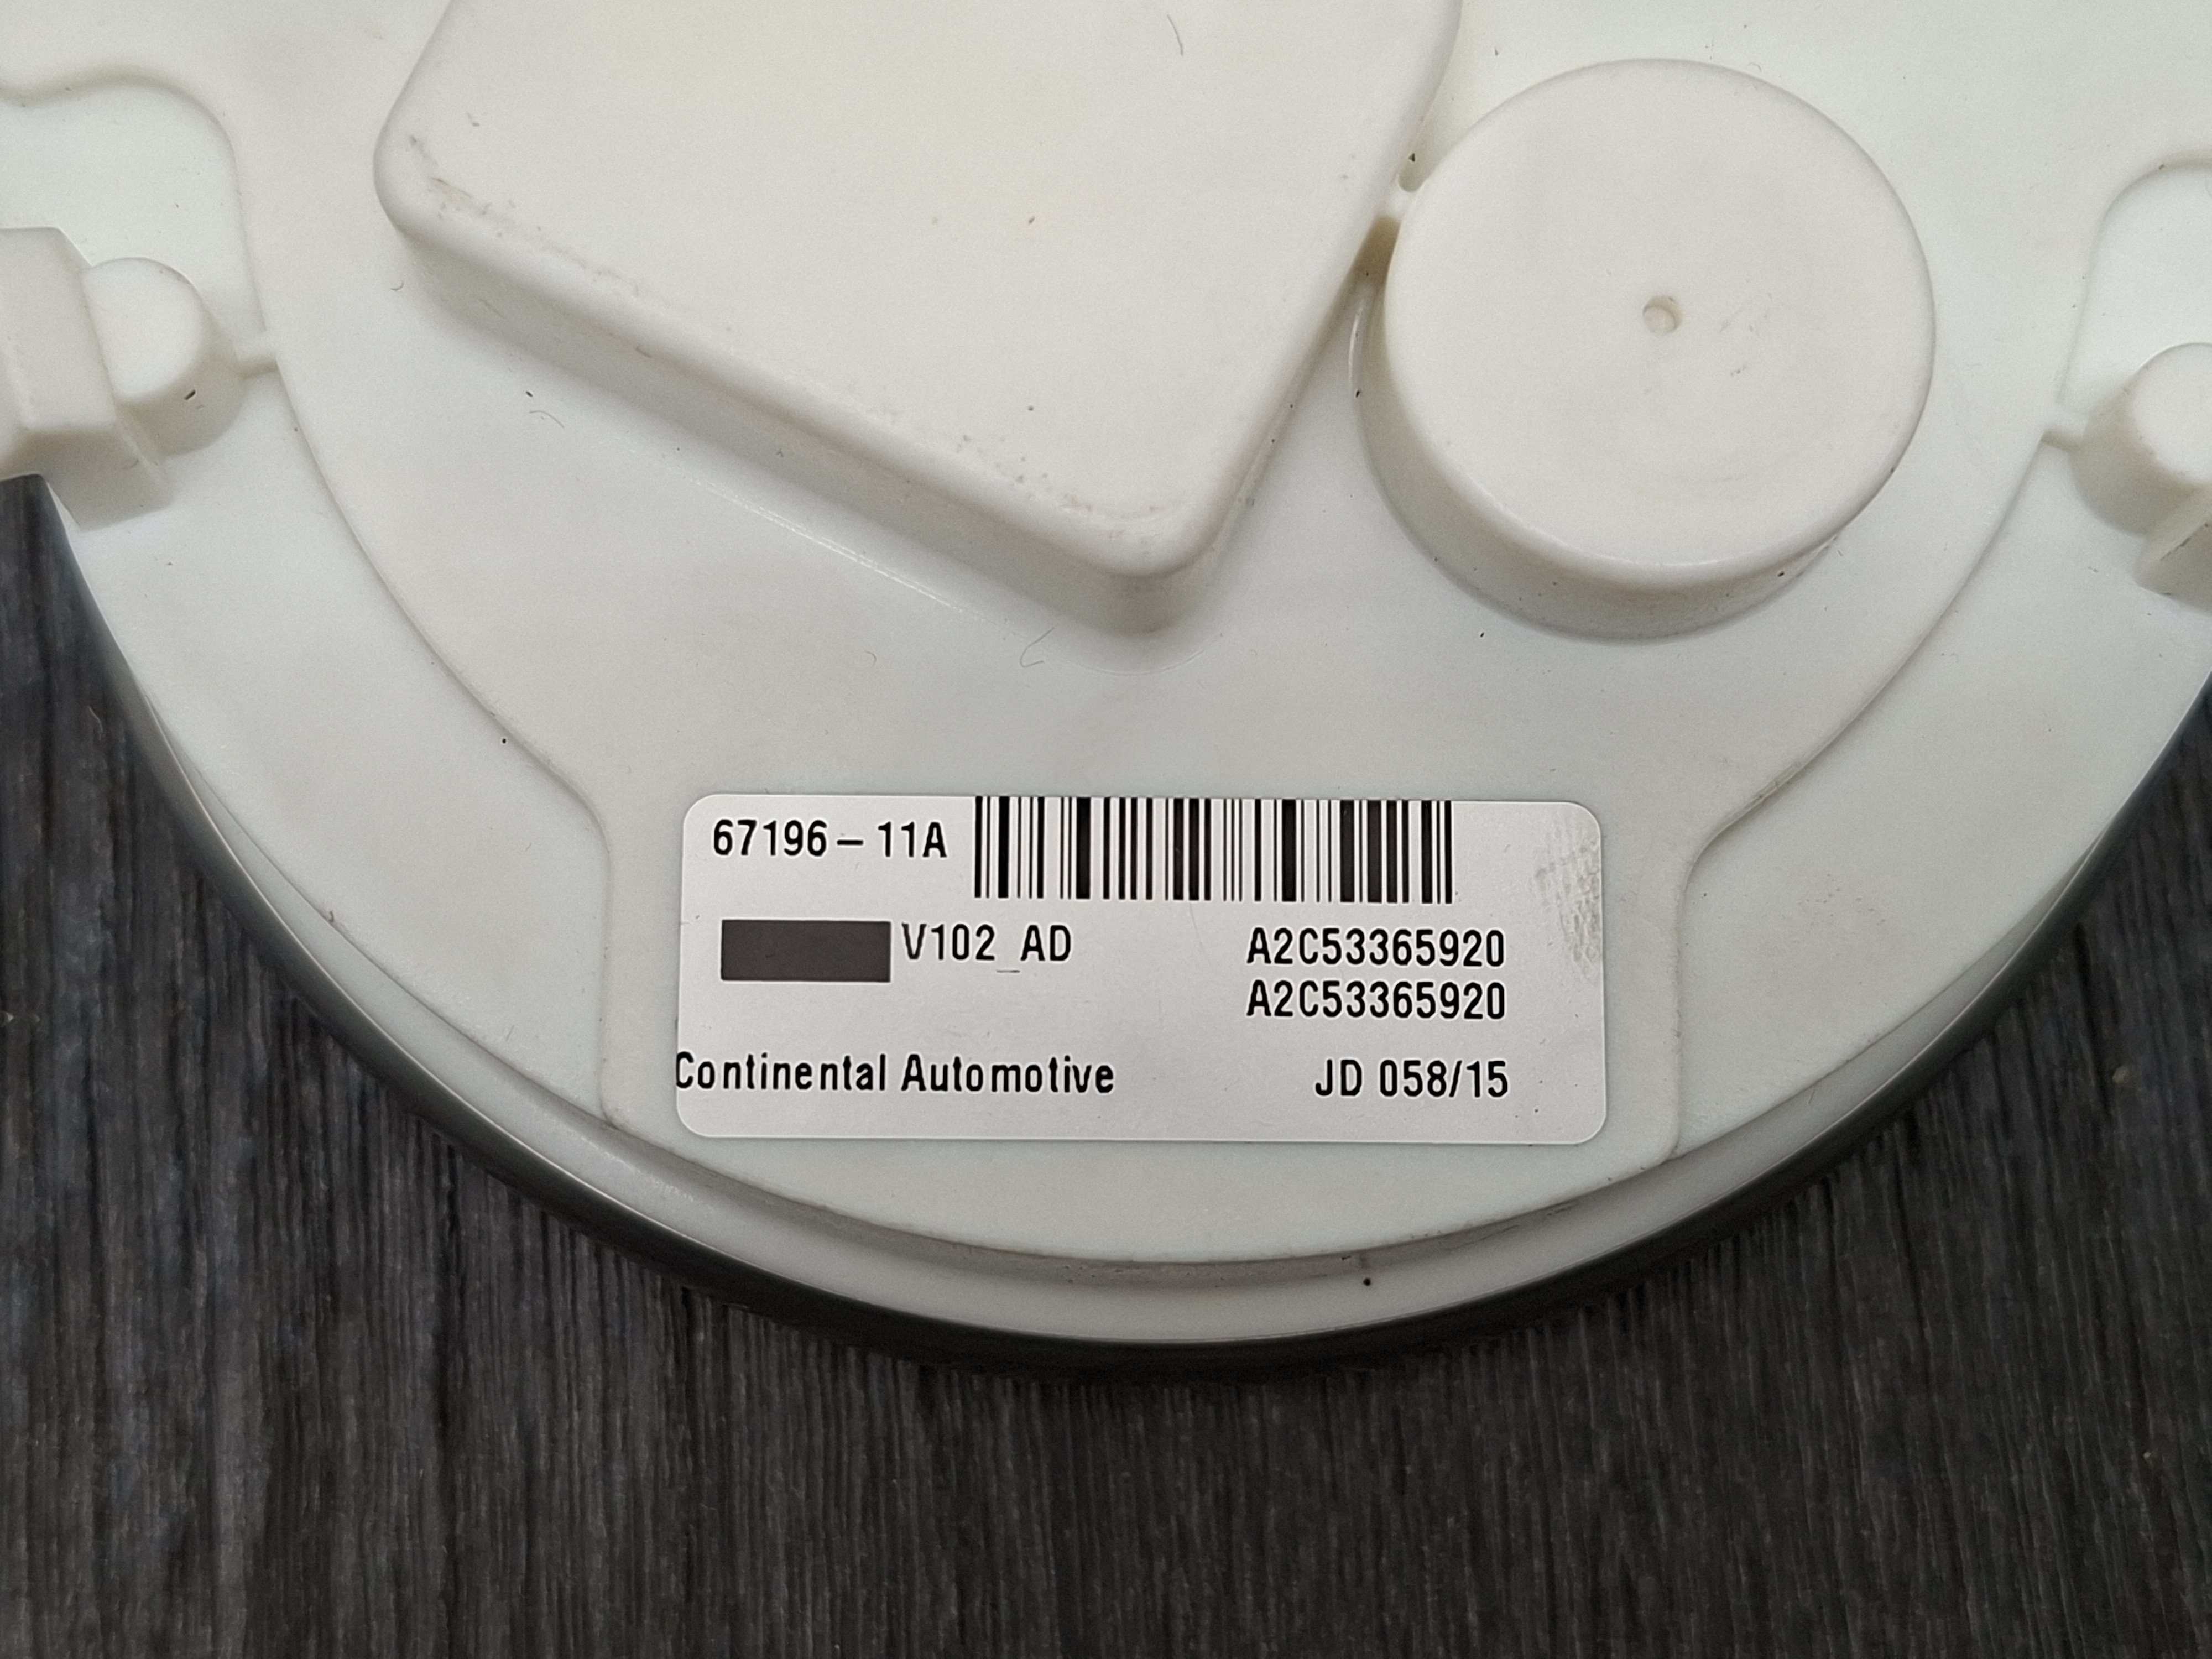 67196-11A
V102_AD A2C53365920
A2C53365920
Continental Automotive JD 058/15